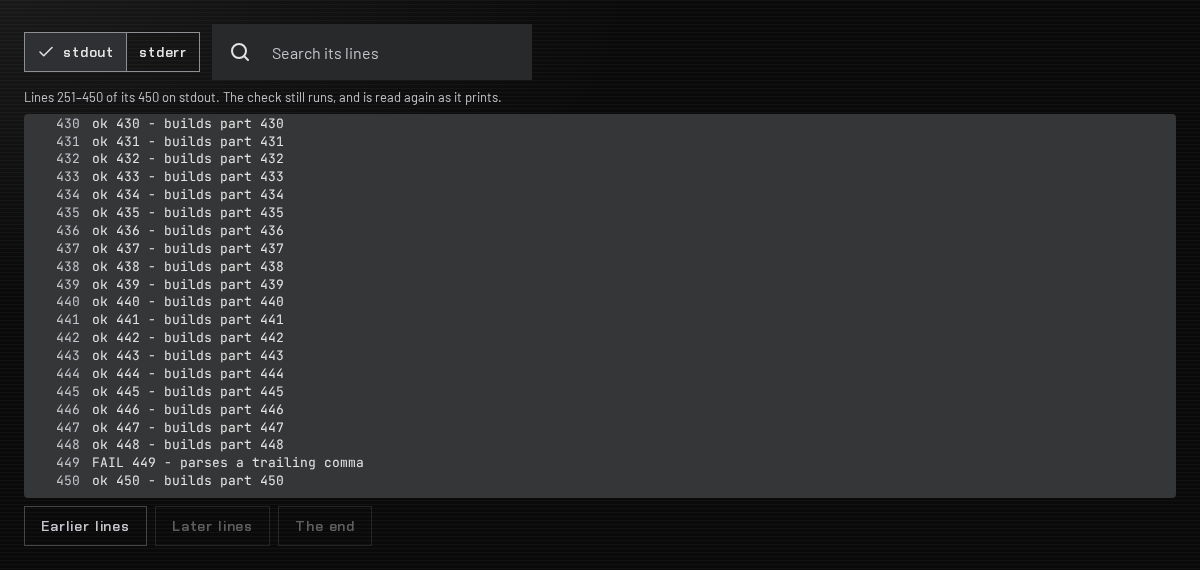 stdout stderr Search its lines
Lines 251–450 of its 450 on stdout. The check still runs, and is read again as it prints.
430 ok 430 - builds part 430
431 ok 431 - builds part 431
432 ok 432 - builds part 432
433 ok 433 - builds part 433
434 ok 434 - builds part 434
435 ok 435 - builds part 435
436 ok 436 - builds part 436
437 ok 437 - builds part 437
438 ok 438 - builds part 438
439 ok 439 - builds part 439
440 ok 440 - builds part 440
441 ok 441 - builds part 441
442 ok 442 - builds part 442
443 ok 443 - builds part 443
444 ok 444 - builds part 444
445 ok 445 - builds part 445
446 ok 446 - builds part 446
447 ok 447 - builds part 447
448 ok 448 - builds part 448
449 FAIL 449 - parses a trailing comma
450 ok 450 - builds part 450
Earlier lines Later lines The end